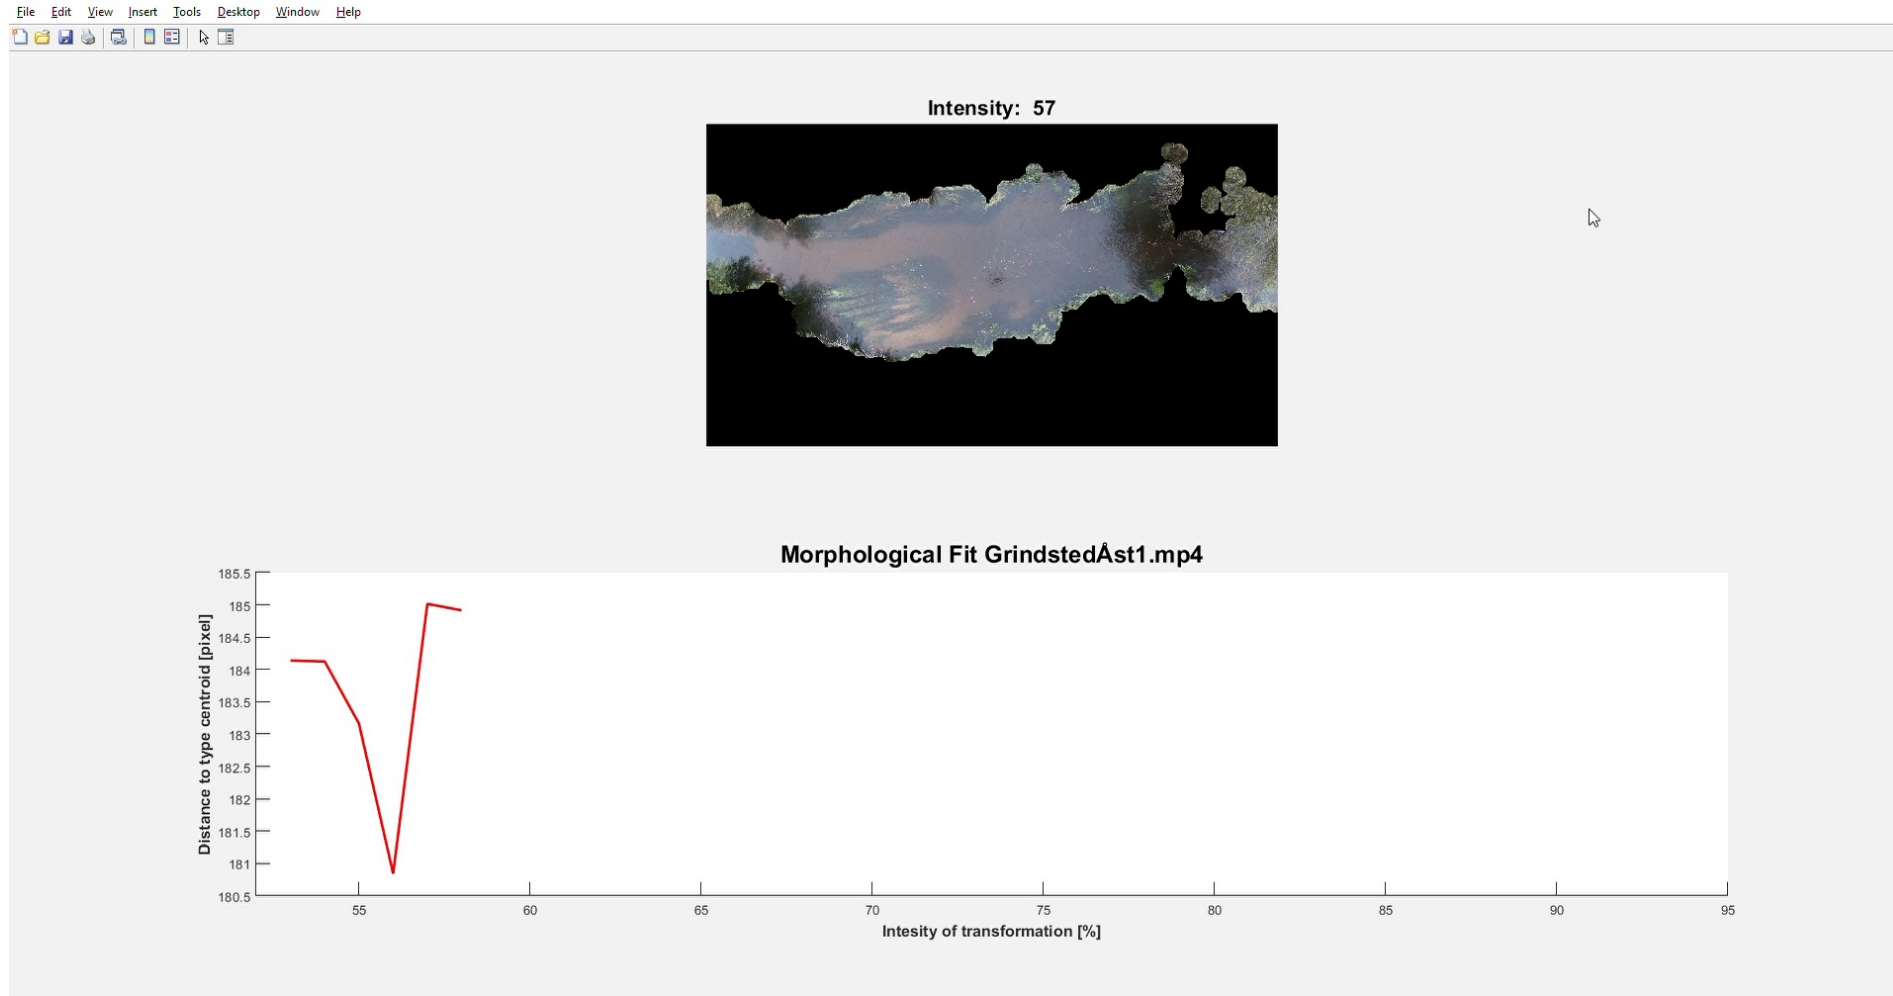 File Edit View Insert Tools Desktop Window Help
Intensity: 57
Morphological Fit GrindstedÅst1.mp4
Distance to type centroid [pixel]
185.5
185
184.5
184
183.5
183
182.5
182
181.5
181
180.5
55 60 65 70 75 80 85 90 95
Intesity of transformation [%]